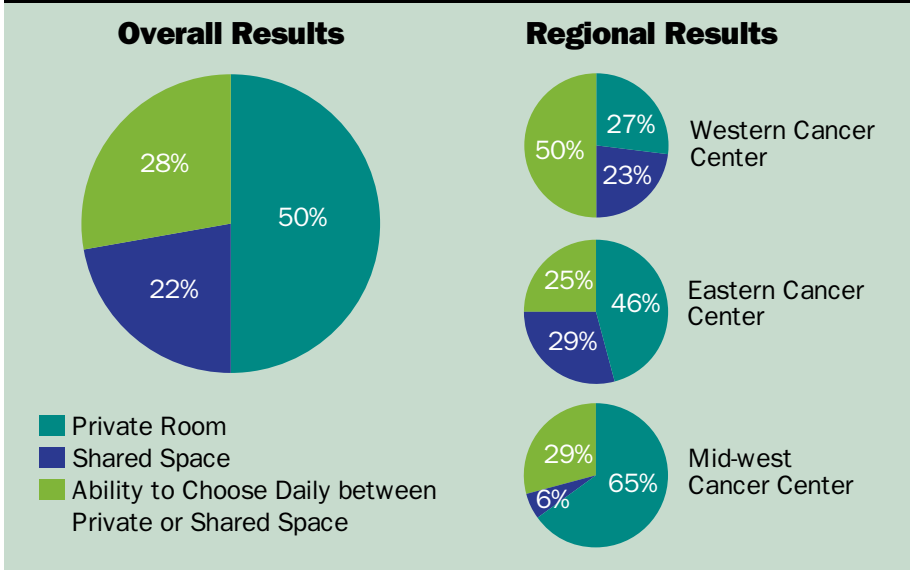 Overall Results
28%
50%
22%
Private Room
Shared Space
Ability to Choose Daily between
Private or Shared Space
Regional Results
27%
50%
23%
Western Cancer
Center
25%
46%
29%
Eastern Cancer
Center
29%
65%
6%
Mid-west
Cancer Center